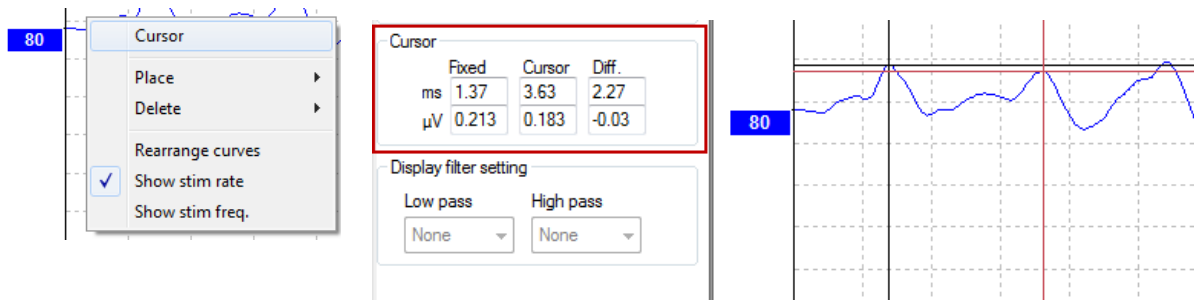 80
Cursor
Place
Delete
Rearrange curves
Show stim rate
Show stim freq.
Cursor
Fixed Cursor Diff.
ms 1.37 3.63 2.27
µV 0.213 0.183 -0.03
Display filter setting
Low pass High pass
None None
80